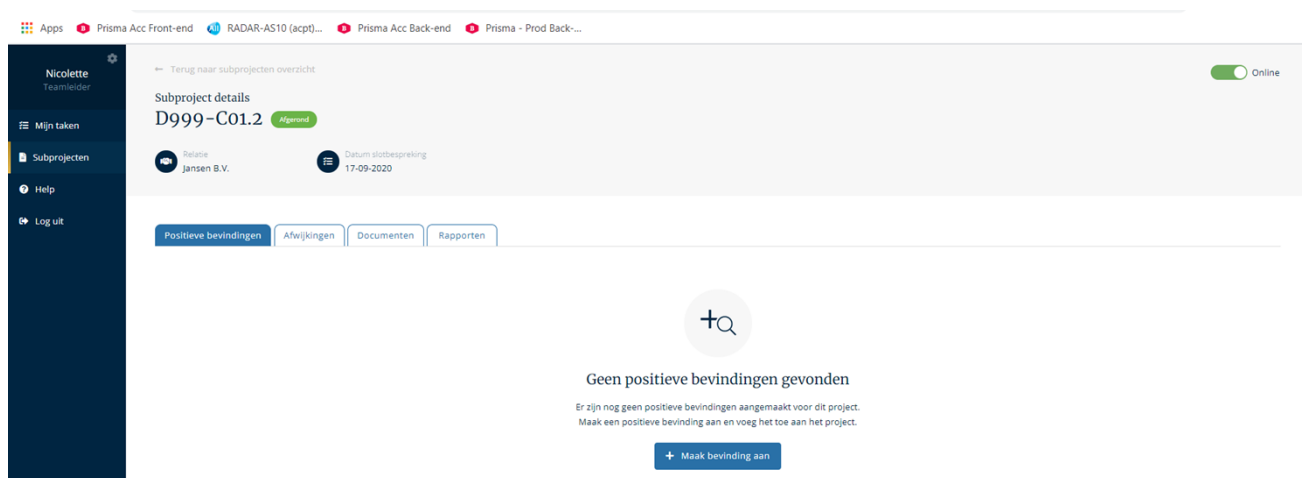 Apps Prisma Acc Front-end RADAR-AS10 (acpt)... Prisma Acc Back-end Prisma - Prod Back-...
Nicolette
Teamleider
Mijn taken
Subprojecten
Help
Log uit
← Terug naar subprojecten overzicht
Online
Subproject details
D999-C01.2 Afgerond
Relatie
Jansen B.V.
Datum slotbespreking
17-09-2020
Positieve bevindingen Afwijkingen Documenten Rapporten
Geen positieve bevindingen gevonden
Er zijn nog geen positieve bevindingen aangemaakt voor dit project.
Maak een positieve bevinding aan en voeg het toe aan het project.
+ Maak bevinding aan